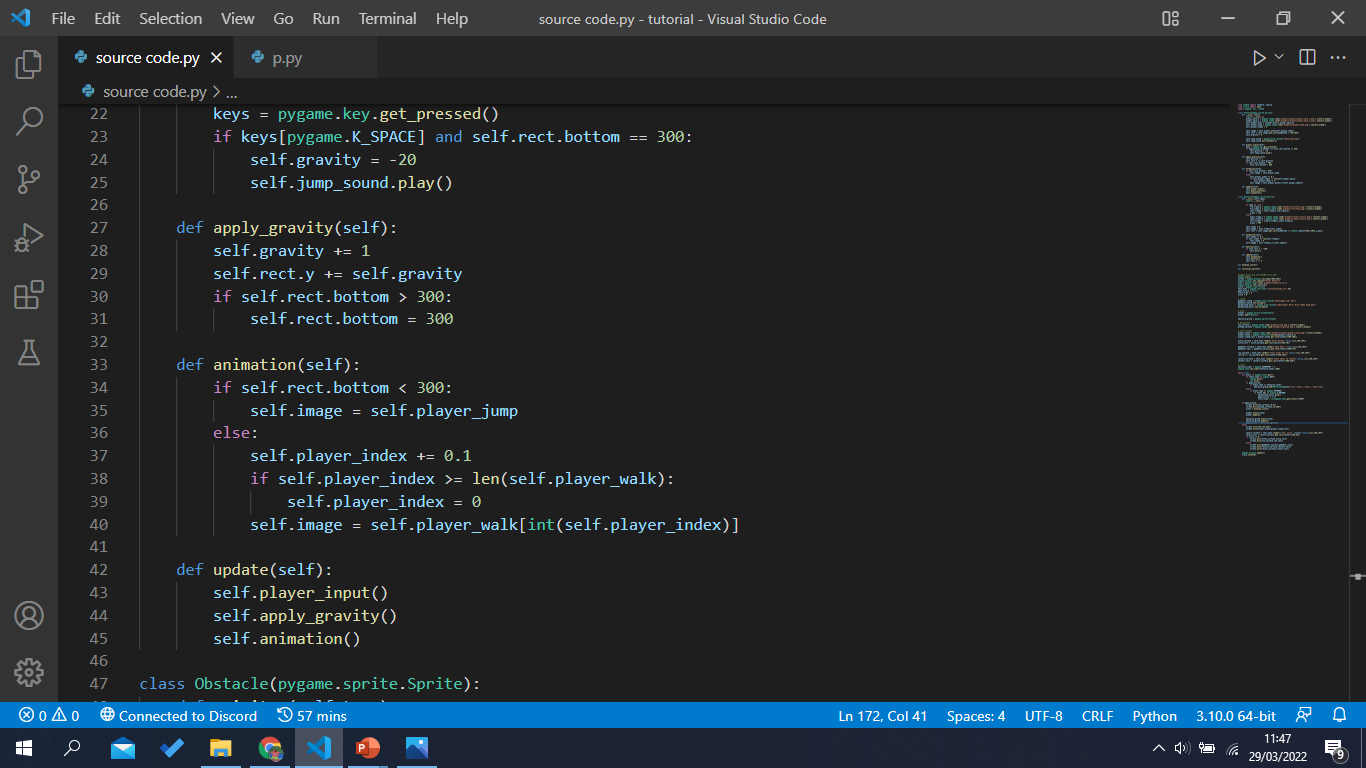 File Edit Selection View Go Run Terminal Help source code.py - tutorial - Visual Studio Code
source code.py p.py
source code.py > ...
22 keys = pygame.key.get_pressed()
23 if keys[pygame.K_SPACE] and self.rect.bottom == 300:
24 self.gravity = -20
25 self.jump_sound.play()
26
27 def apply_gravity(self):
28 self.gravity += 1
29 self.rect.y += self.gravity
30 if self.rect.bottom > 300:
31 self.rect.bottom = 300
32
33 def animation(self):
34 if self.rect.bottom < 300:
35 self.image = self.player_jump
36 else:
37 self.player_index += 0.1
38 if self.player_index >= len(self.player_walk):
39 self.player_index = 0
40 self.image = self.player_walk[int(self.player_index)]
41
42 def update(self):
43 self.player_input()
44 self.apply_gravity()
45 self.animation()
46
47 class Obstacle(pygame.sprite.Sprite):
0 0 Connected to Discord 57 mins Ln 172, Col 41 Spaces: 4 UTF-8 CRLF Python 3.10.0 64-bit
11:47
29/03/2022
9